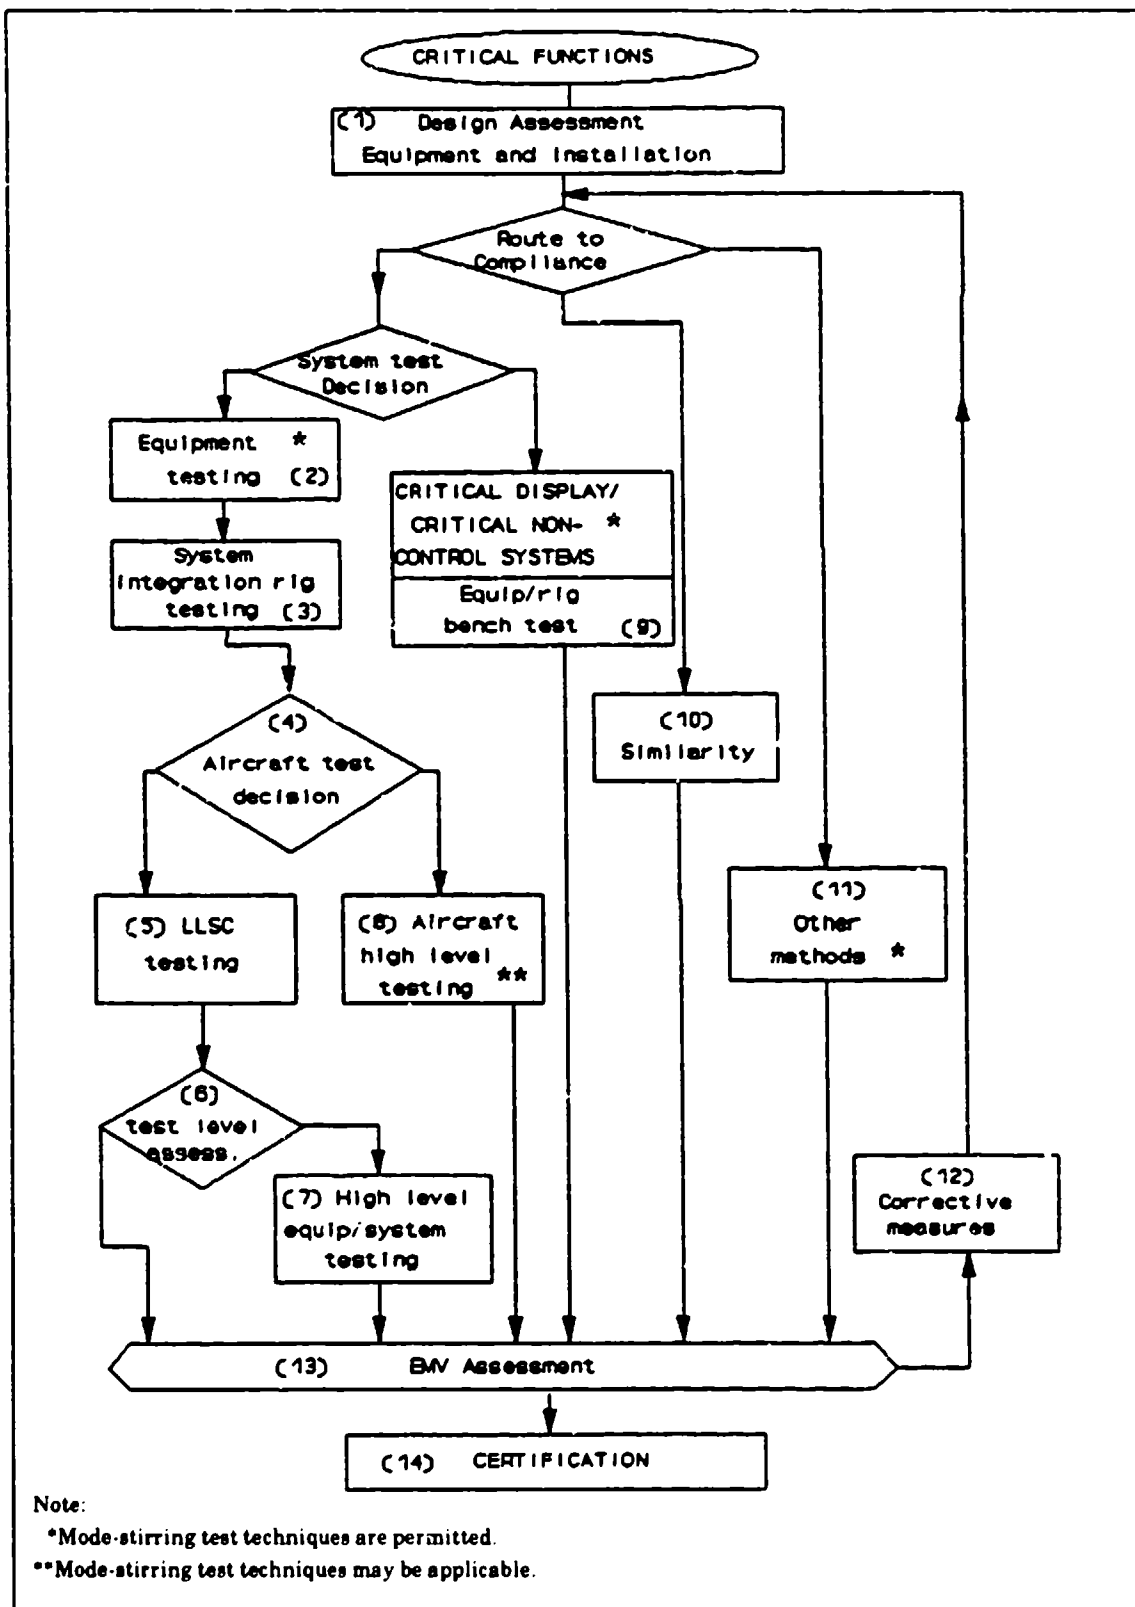 CRITICAL FUNCTIONS
(1) Design Assessment
Equipment and Installation
Route to
Compliance
System test
Decision
Equipment *
testing (2)
CRITICAL DISPLAY/
CRITICAL NON- *
CONTROL SYSTEMS
System
integration rig
testing (3)
Equip/rig
bench test (9)
(4)
Aircraft test
decision
(10)
Similarity
(5) LLSC
testing
(8) Aircraft
high level
testing **
(11)
Other
methods *
(6)
test level
assess.
(7) High level
equip/system
testing
(12)
Corrective
measures
(13) EMV Assessment
(14) CERTIFICATION
Note:
*Mode-stirring test techniques are permitted.
**Mode-stirring test techniques may be applicable.